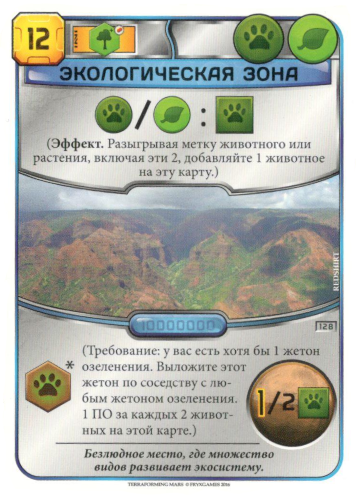 12
ЭКОЛОГИЧЕСКАЯ ЗОНА
/ :
(Эффект. Разыгрывая метку животного или
растения, включая эти 2, добавляйте 1 животное
на эту карту.)
REDSHIFT
128
(Требование: у вас есть хотя бы 1 жетон
* озеленения. Выложите этот
жетон по соседству с лю-
бым жетоном озеленения.
1 ПО за каждых 2 живот-
ных на этой карте.)
1/2
Безлюдное место, где множество
видов развивает экосистему.
TERRAFORMING MARS © FRYXGAMES 2016